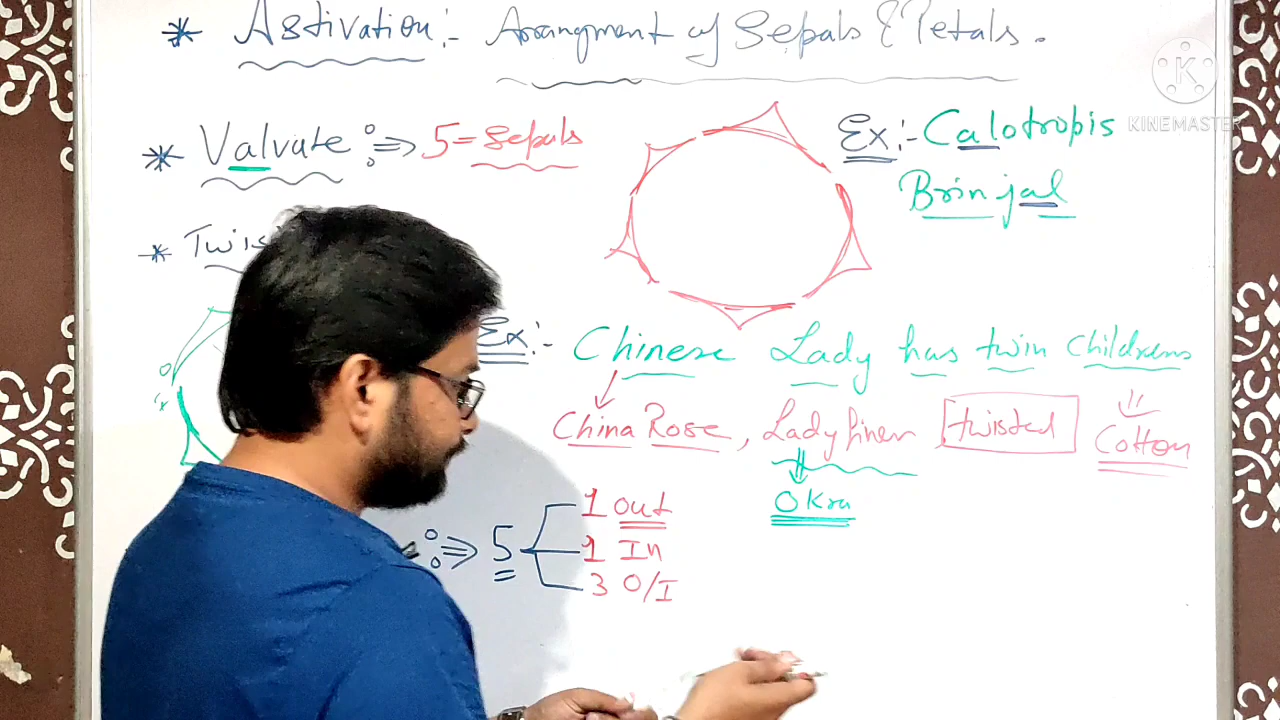 * Astivation:- Arrangment of Sepals & Petals.
KINEMASTER
* Valvate :⇒ 5=Sepals
Ex:- Calotropis
Brinjal
* Twis
Ex:- Chinese Lady has twin Childrens
China Rose, Lady finer, twisted Cotton
Okra
:⇒ 5
1 out
1 In
3 O/I